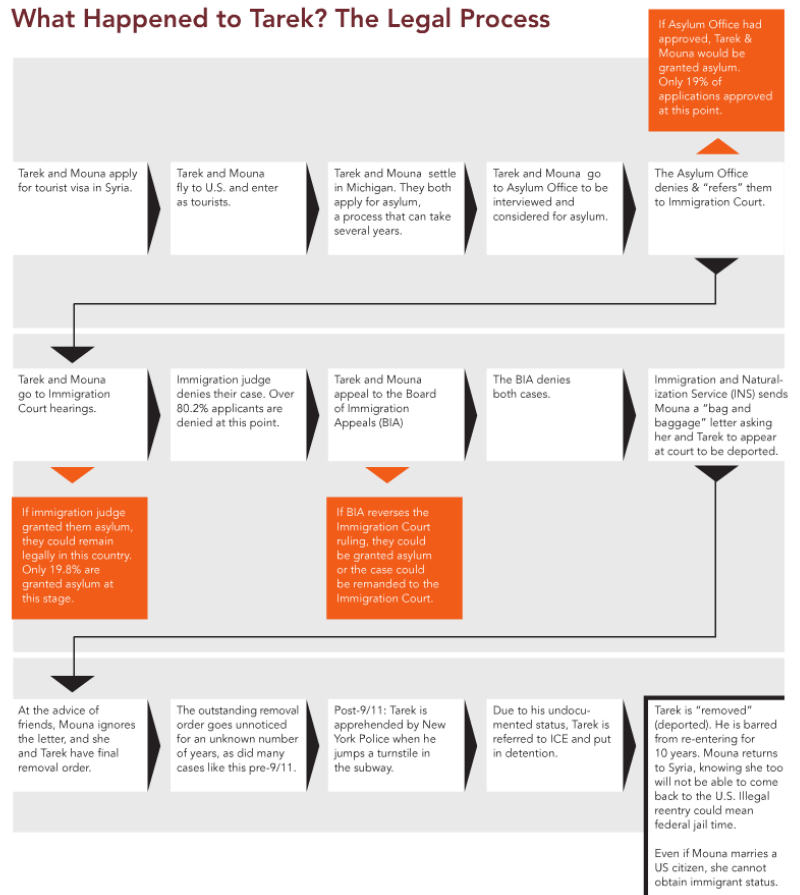 What Happened to Tarek? The Legal Process
If Asylum Office had
approved, Tarek &
Mouna would be
granted asylum.
Only 19% of
applications approved
at this point.
Tarek and Mouna apply
for tourist visa in Syria.
Tarek and Mouna
fly to U.S. and enter
as tourists.
Tarek and Mouna settle
in Michigan. They both
apply for asylum,
a process that can take
several years.
Tarek and Mouna go
to Asylum Office to be
interviewed and
considered for asylum.
The Asylum Office
denies & “refers” them
to Immigration Court.
Tarek and Mouna
go to Immigration
Court hearings.
Immigration judge
denies their case. Over
80.2% applicants are
denied at this point.
Tarek and Mouna
appeal to the Board
of Immigration
Appeals (BIA)
The BIA denies
both cases.
Immigration and Natural-
ization Service (INS) sends
Mouna a “bag and
baggage” letter asking
her and Tarek to appear
at court to be deported.
If immigration judge
granted them asylum,
they could remain
legally in this country.
Only 19.8% are
granted asylum at
this stage.
If BIA reverses the
Immigration Court
ruling, they could
be granted asylum
or the case could
be remanded to the
Immigration Court.
At the advice of
friends, Mouna ignores
the letter, and she
and Tarek have final
removal order.
The outstanding removal
order goes unnoticed
for an unknown number
of years, as did many
cases like this pre-9/11.
Post-9/11: Tarek is
apprehended by New
York Police when he
jumps a turnstile in
the subway.
Due to his undocu-
mented status, Tarek is
referred to ICE and put
in detention.
Tarek is “removed”
(deported). He is barred
from re-entering for
10 years. Mouna returns
to Syria, knowing she too
will not be able to come
back to the U.S. Illegal
reentry could mean
federal jail time.
Even if Mouna marries a
US citizen, she cannot
obtain immigrant status.